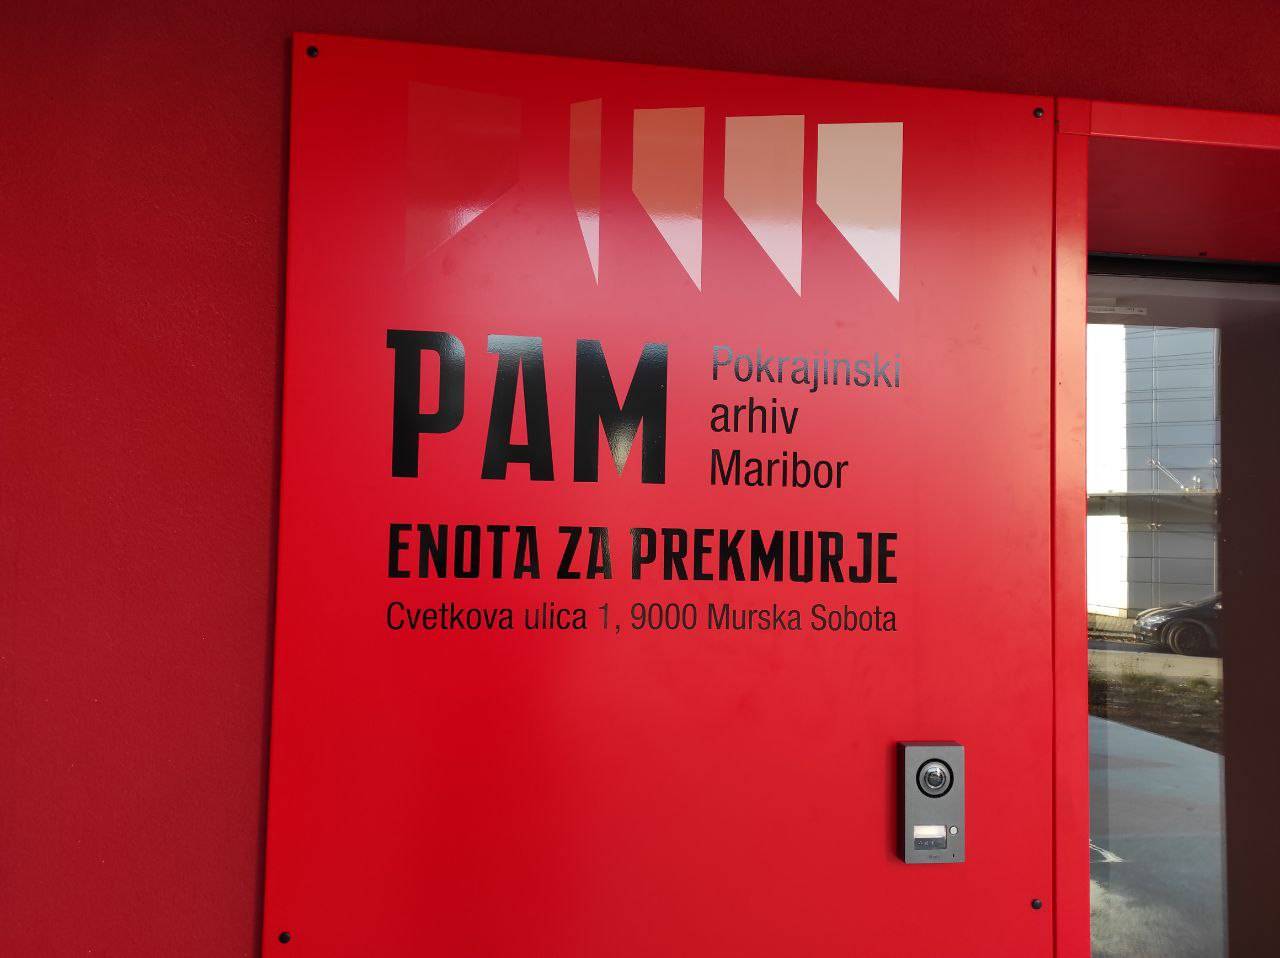 PAM
Pokrajinski
arhiv
Maribor
ENOTA ZA PREKMURJE
Cvetkova ulica 1, 9000 Murska Sobota